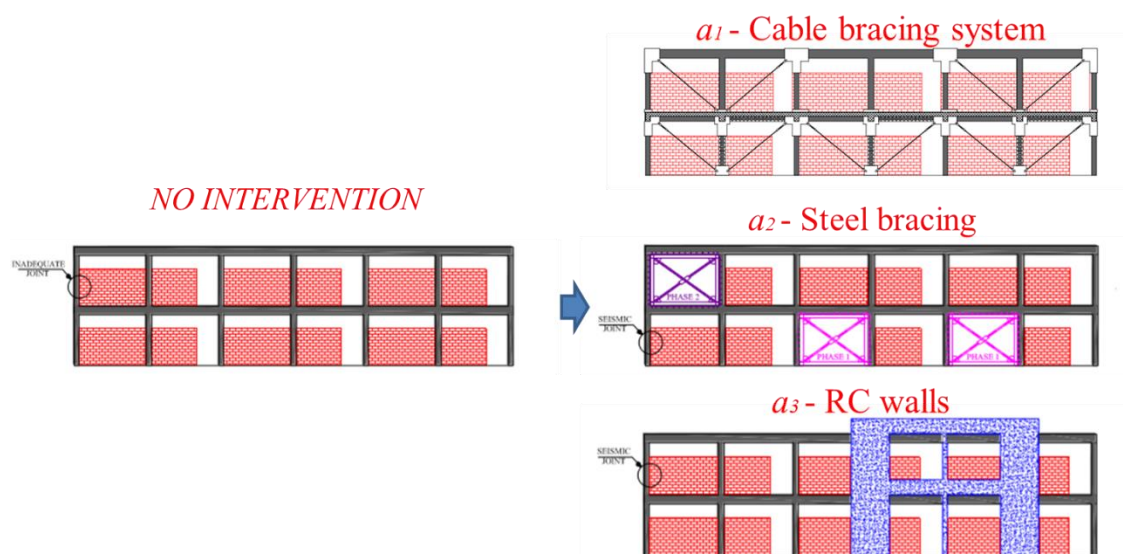 a1 - Cable bracing system
NO INTERVENTION
INADEQUATE
JOINT
a2 - Steel bracing
PHASE 2
SEISMIC
JOINT
PHASE 1
PHASE 1
a3 - RC walls
SEISMIC
JOINT